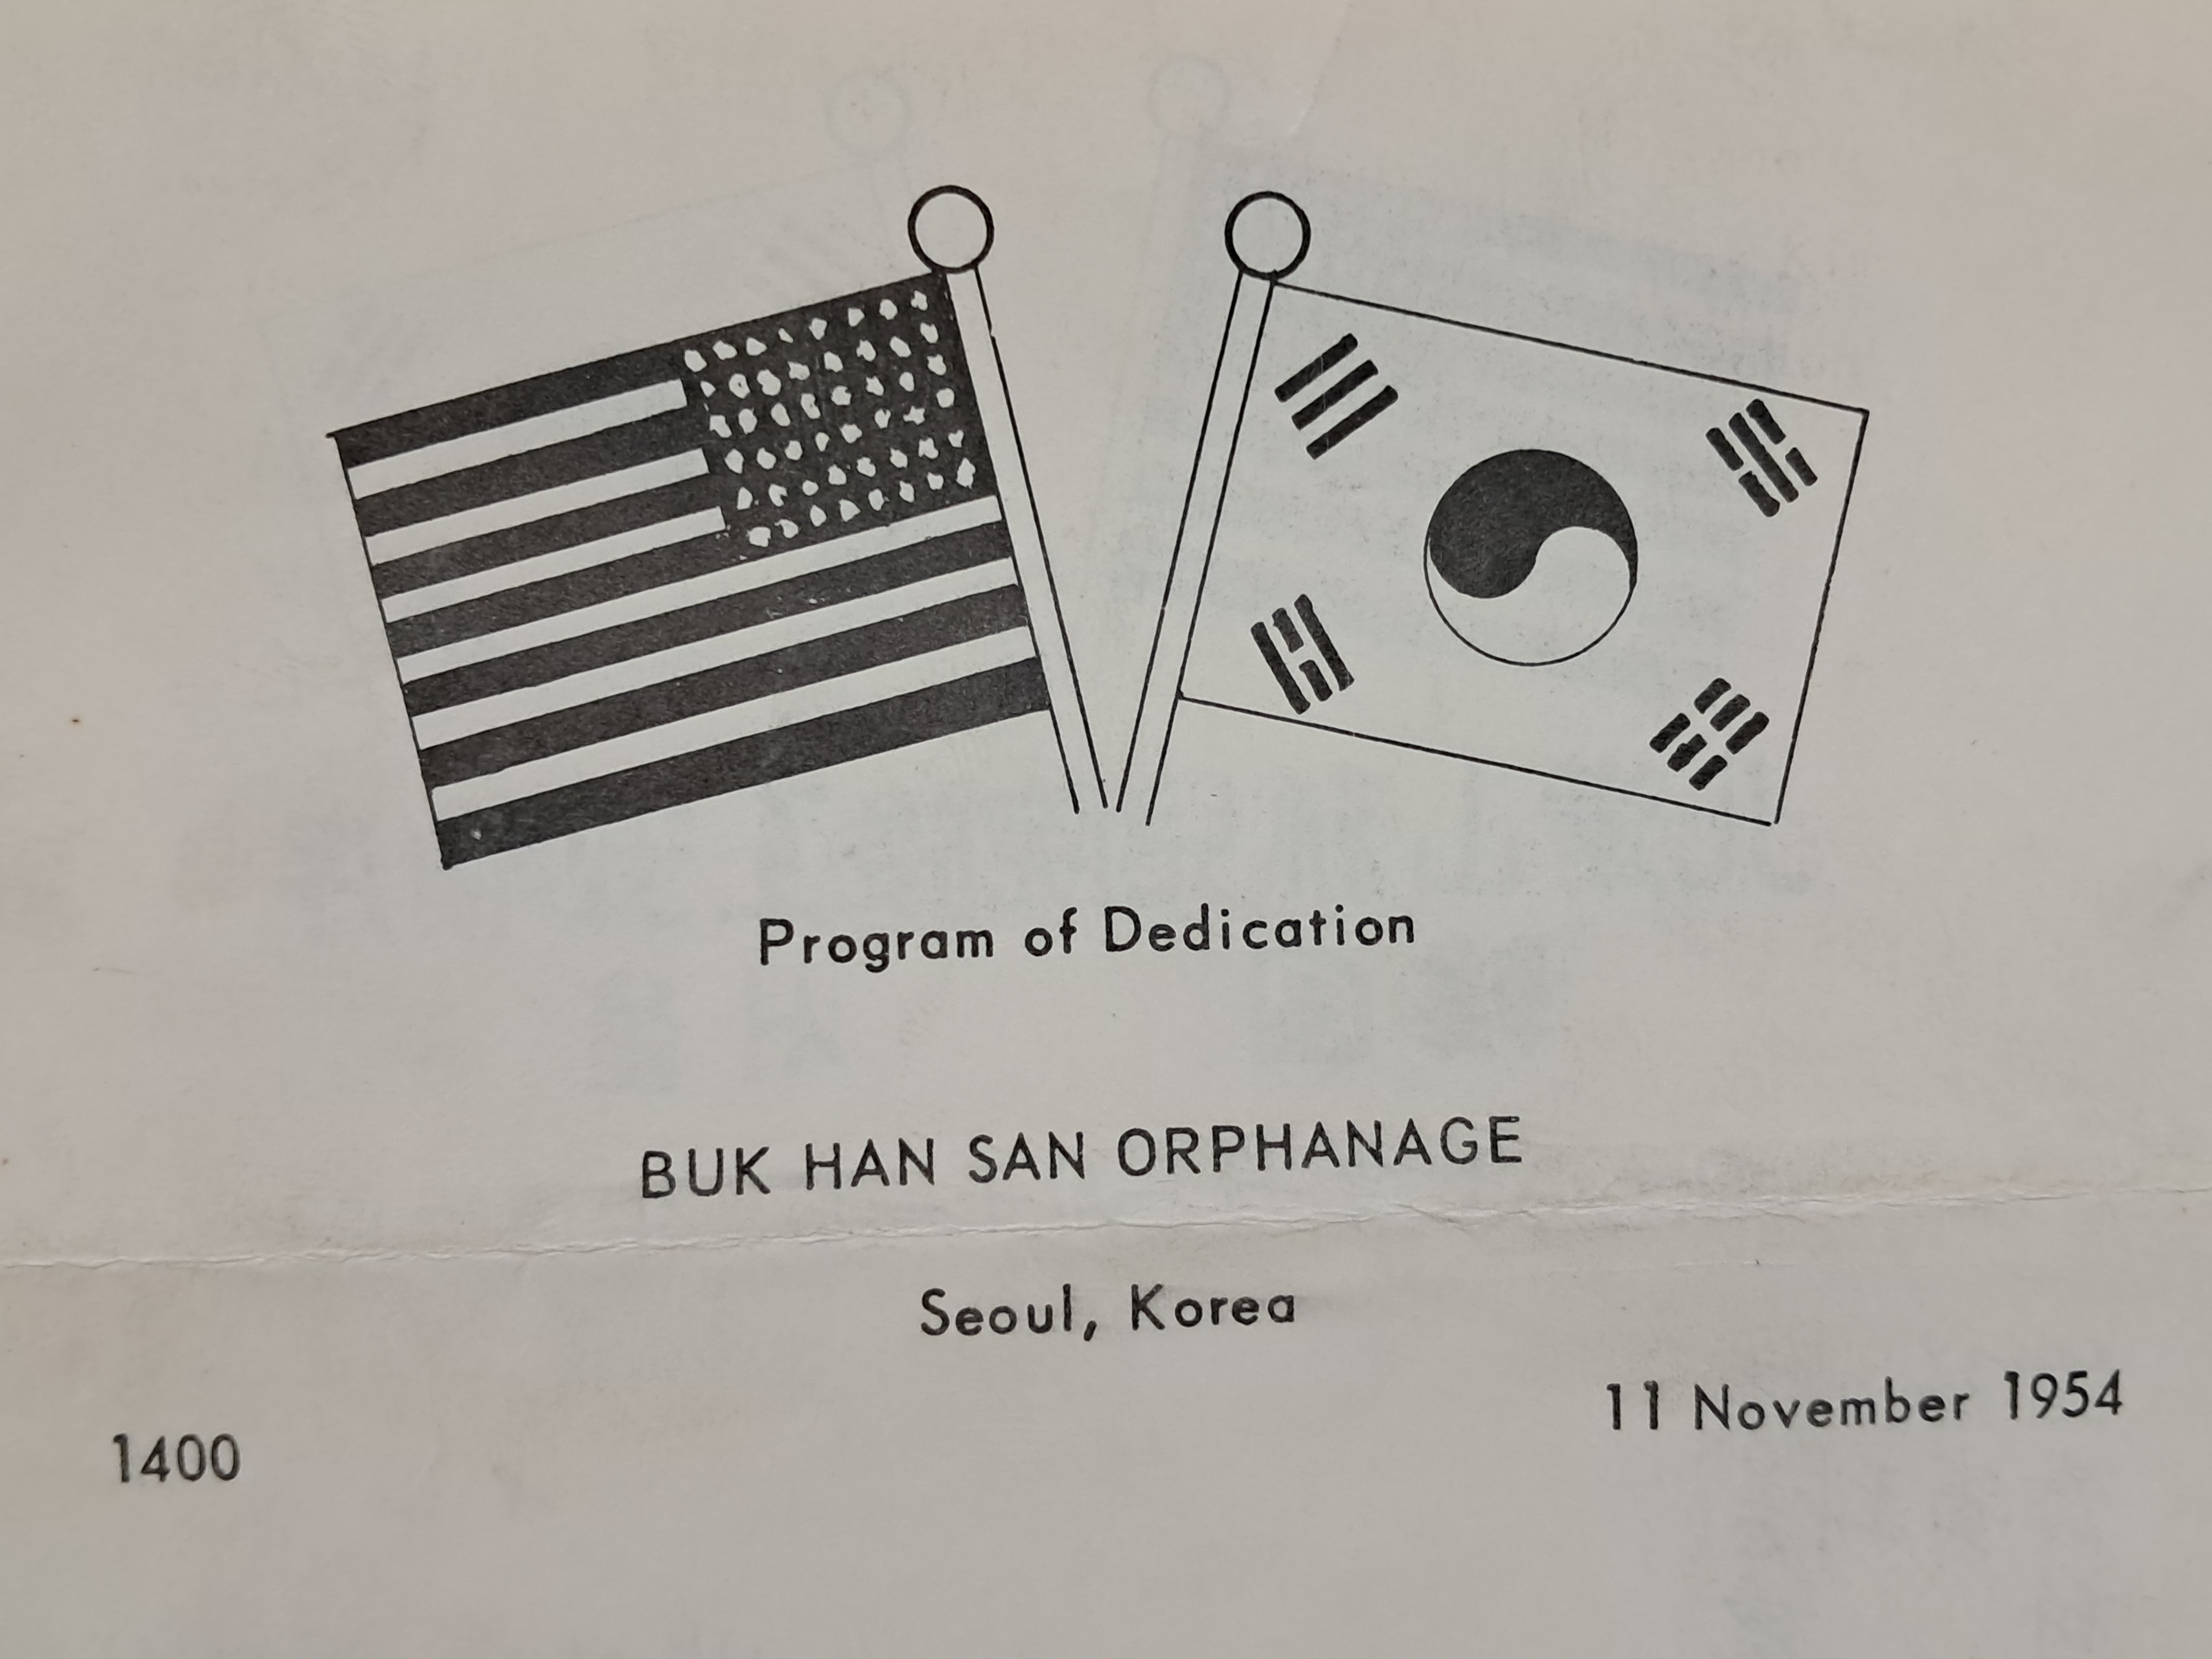 Program of Dedication
BUK HAN SAN ORPHANAGE
Seoul, Korea
11 November 1954
1400